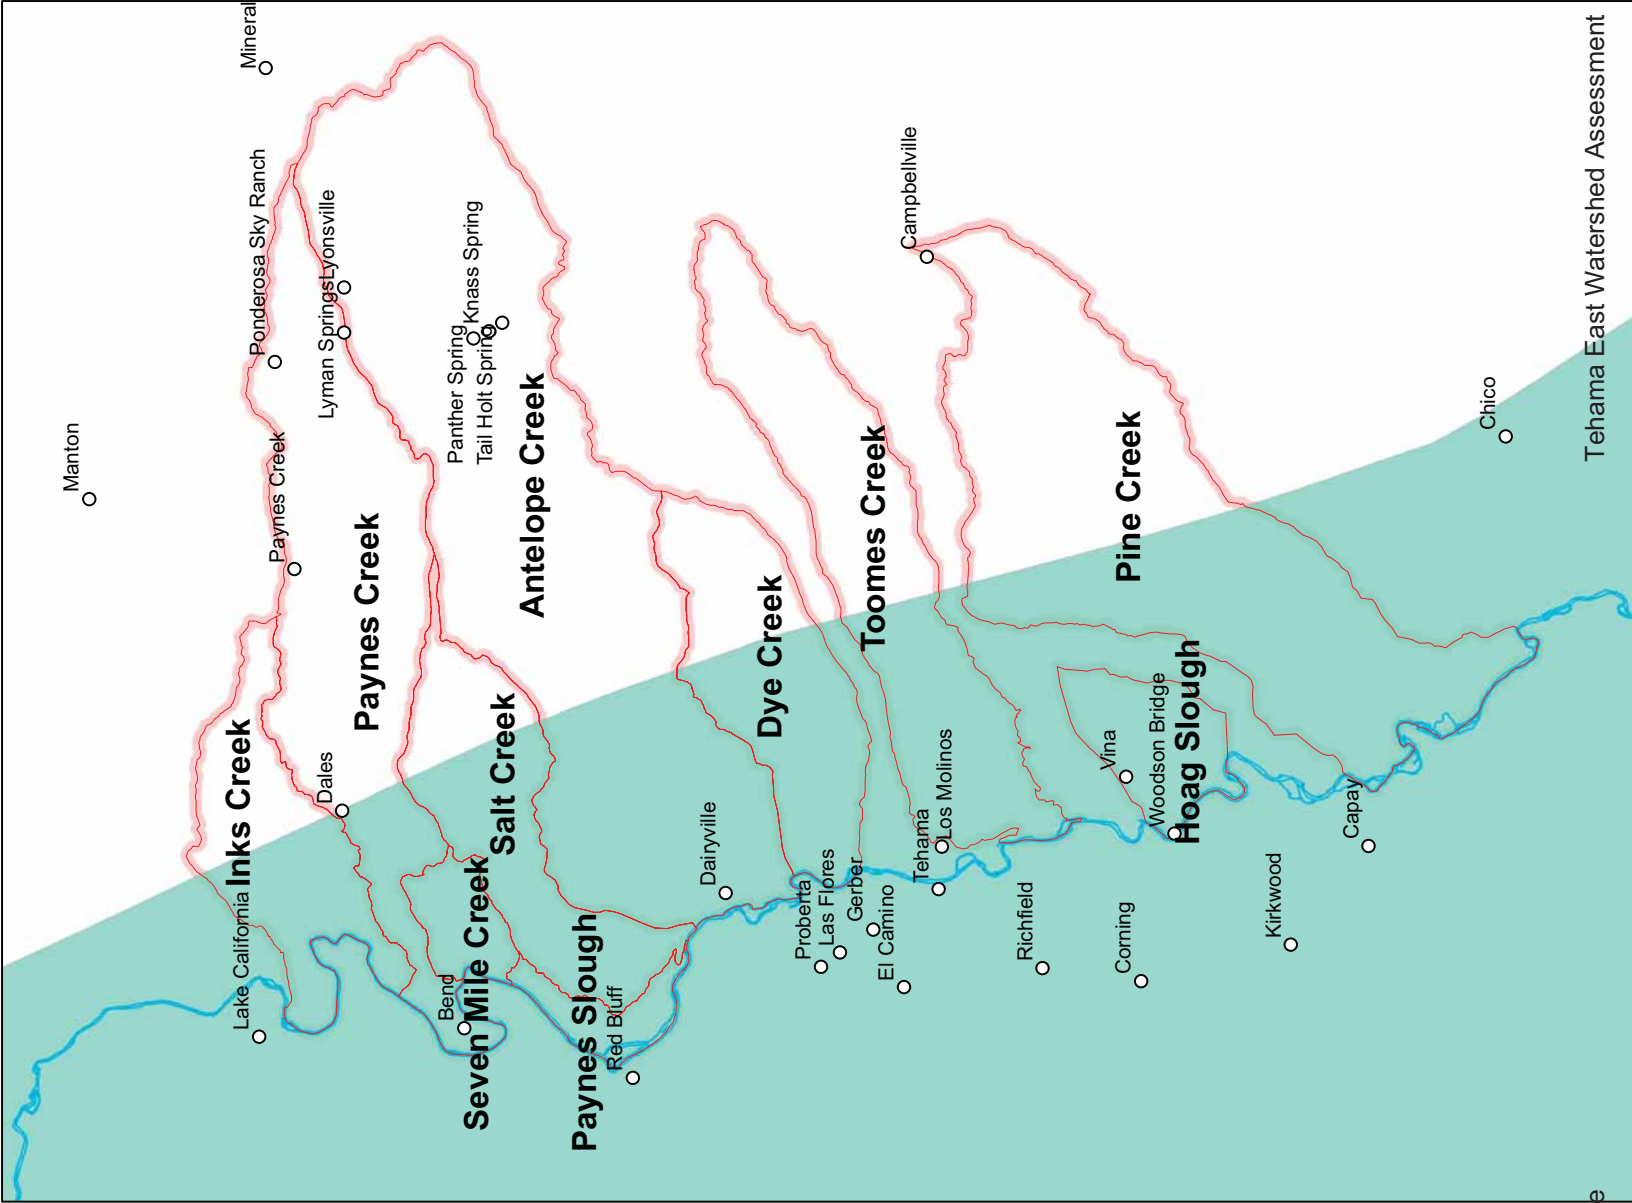 Mineral
Manton
Ponderosa Sky Ranch
Paynes Creek
Lyonsville
Lyman Springs
Knass Spring
Panther Spring
Tail Holt Spring
Paynes Creek
Antelope Creek
Inks Creek
Dales
Salt Creek
Lake California
Bend
Seven Mile Creek
Paynes Slough
Red Bluff
Campbellville
Dye Creek
Toomes Creek
Pine Creek
Dairyville
Proberta
Las Flores
Gerber
El Camino
Tehama
Los Molinos
Richfield
Corning
Vina
Woodson Bridge
Hoag Slough
Kirkwood
Capay
Chico
Tehama East Watershed Assessment
e